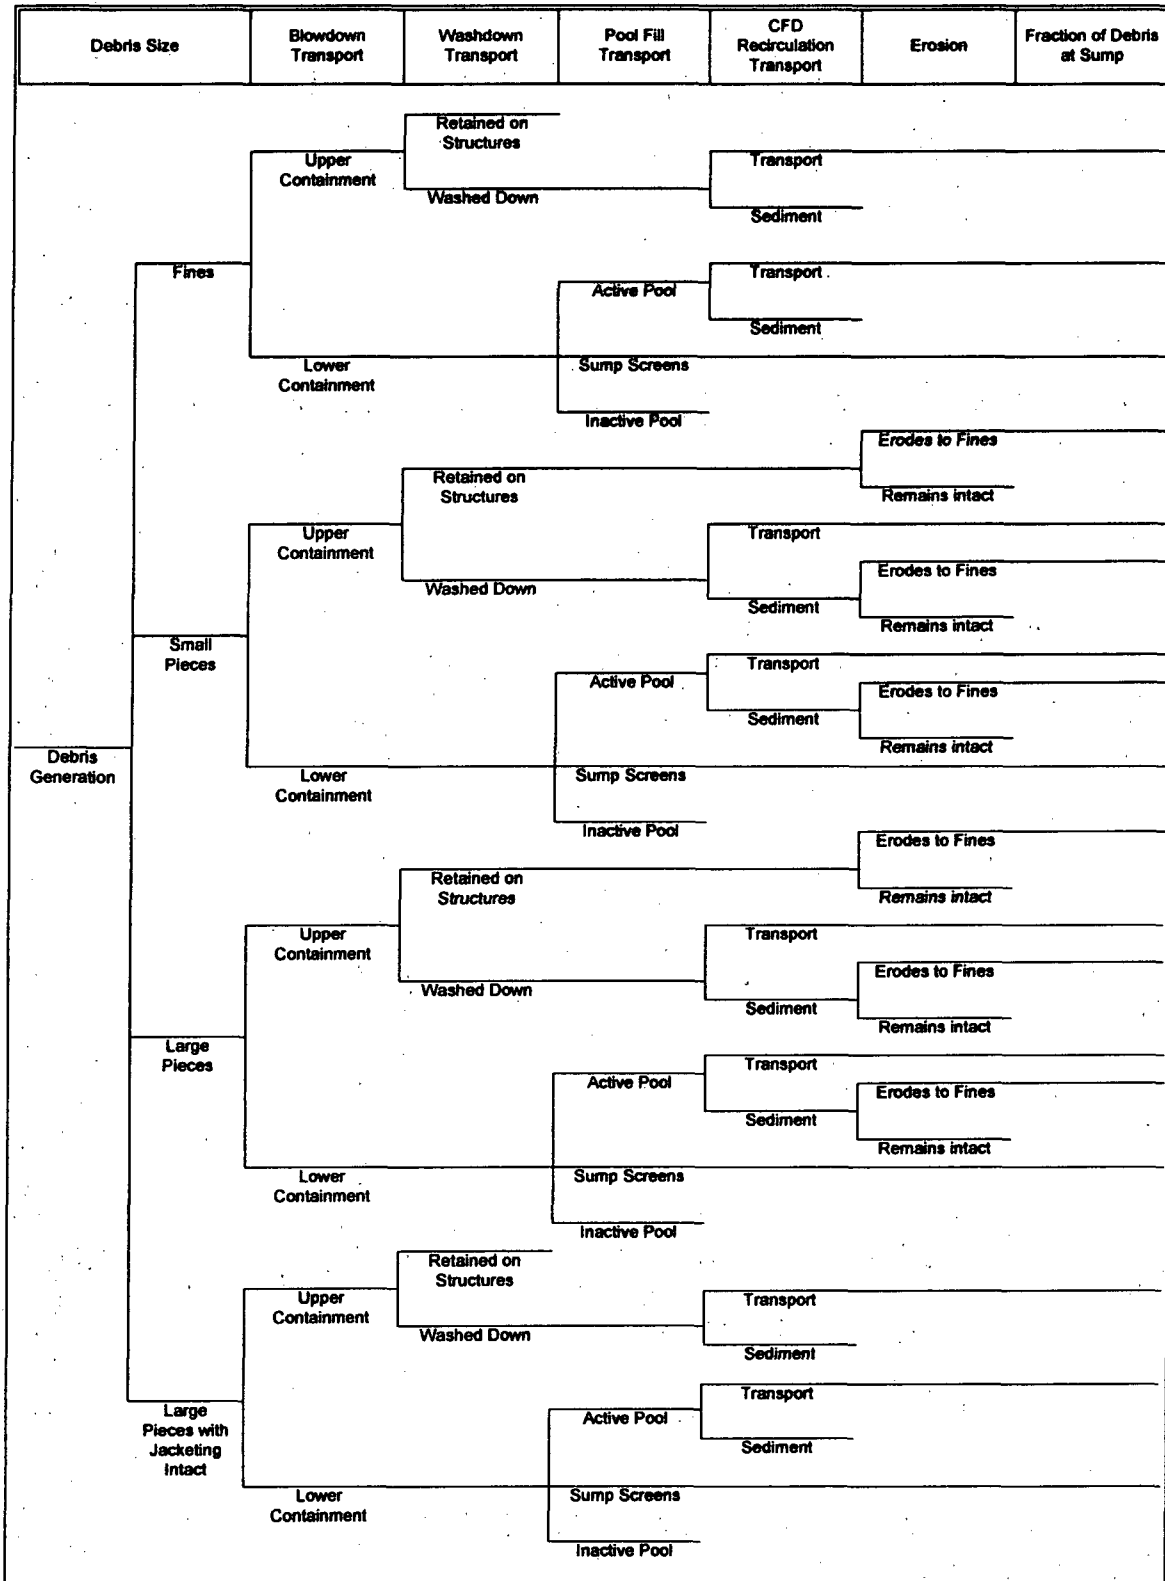 Debris Size
Blowdown
Transport
Washdown
Transport
Pool Fill
Transport
CFD
Recirculation
Transport
Erosion
Fraction of Debris
at Sump
Retained on
Structures
Upper
Containment
Transport
Washed Down
Sediment
Fines
Transport
Active Pool
Sediment
Lower
Containment
Sump Screens
Inactive Pool
Erodes to Fines
Retained on
Structures
Remains intact
Upper
Containment
Transport
Erodes to Fines
Washed Down
Sediment
Remains intact
Small
Pieces
Transport
Active Pool
Erodes to Fines
Sediment
Remains intact
Debris
Generation
Lower
Containment
Sump Screens
Inactive Pool
Erodes to Fines
Retained on
Structures
Remains intact
Upper
Containment
Transport
Erodes to Fines
Washed Down
Sediment
Remains intact
Large
Pieces
Transport
Active Pool
Erodes to Fines
Sediment
Remains intact
Lower
Containment
Sump Screens
Inactive Pool
Retained on
Structures
Upper
Containment
Transport
Washed Down
Sediment
Large
Pieces with
Jacketing
Intact
Transport
Active Pool
Sediment
Lower
Containment
Sump Screens
Inactive Pool